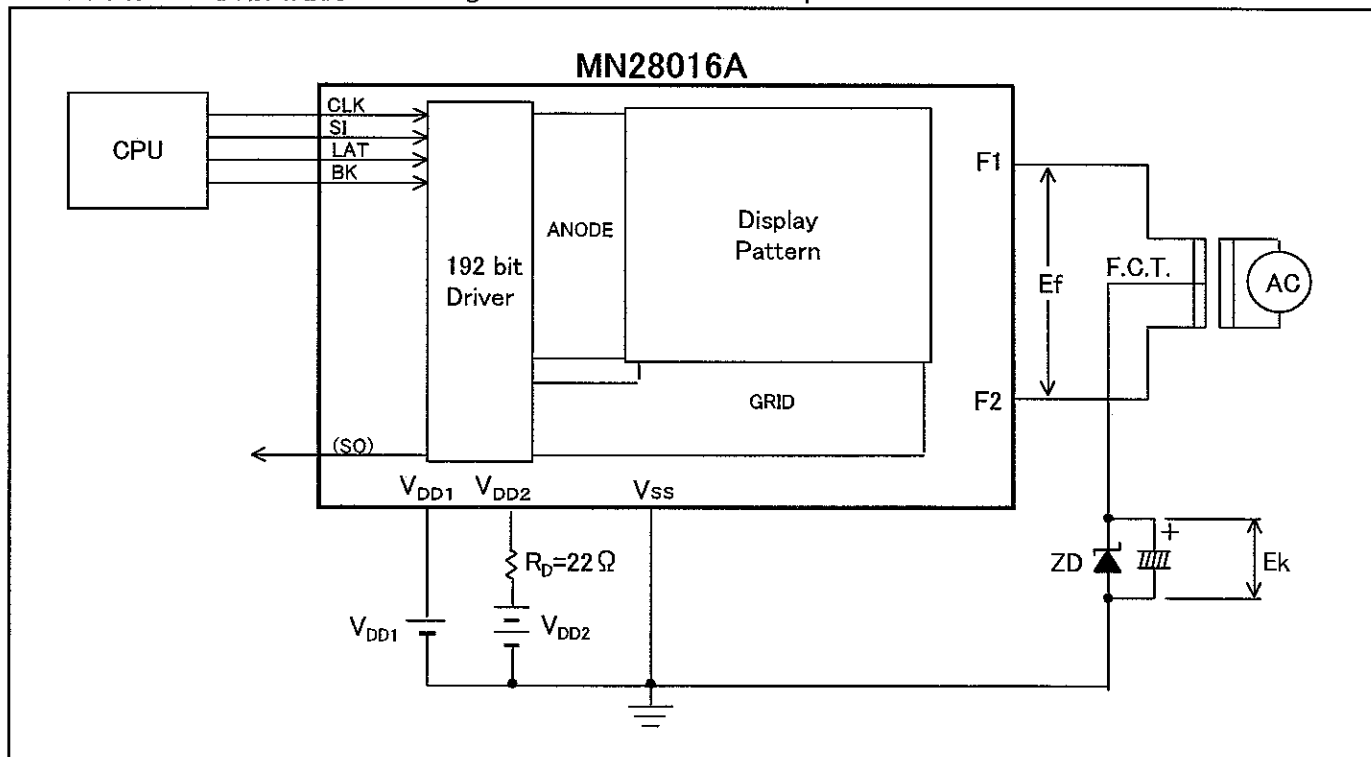 MN28016A
CPU
CLK
SI
LAT
BK
192 bit
Driver
ANODE
Display
Pattern
GRID
F1
F2
Ef
F.C.T.
AC
(SO)
VDD1
VDD2
Vss
RD=22Ω
VDD1
VDD2
ZD
+
Ek